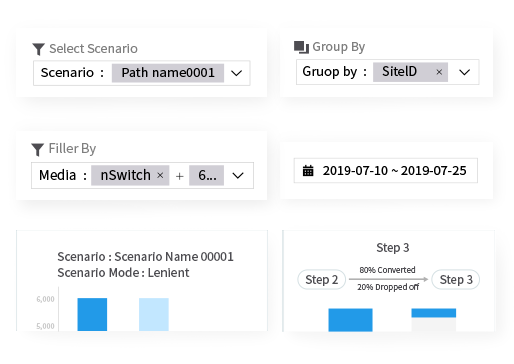 Select Scenario
Scenario : Path name0001
Group By
Gruop by : SiteID ×
Filler By
Media : nSwitch × + 6...
2019-07-10 ~ 2019-07-25
Scenario : Scenario Name 00001
Scenario Mode : Lenient
6,000
5,000
Step 3
Step 2
80% Converted
20% Dropped off
Step 3